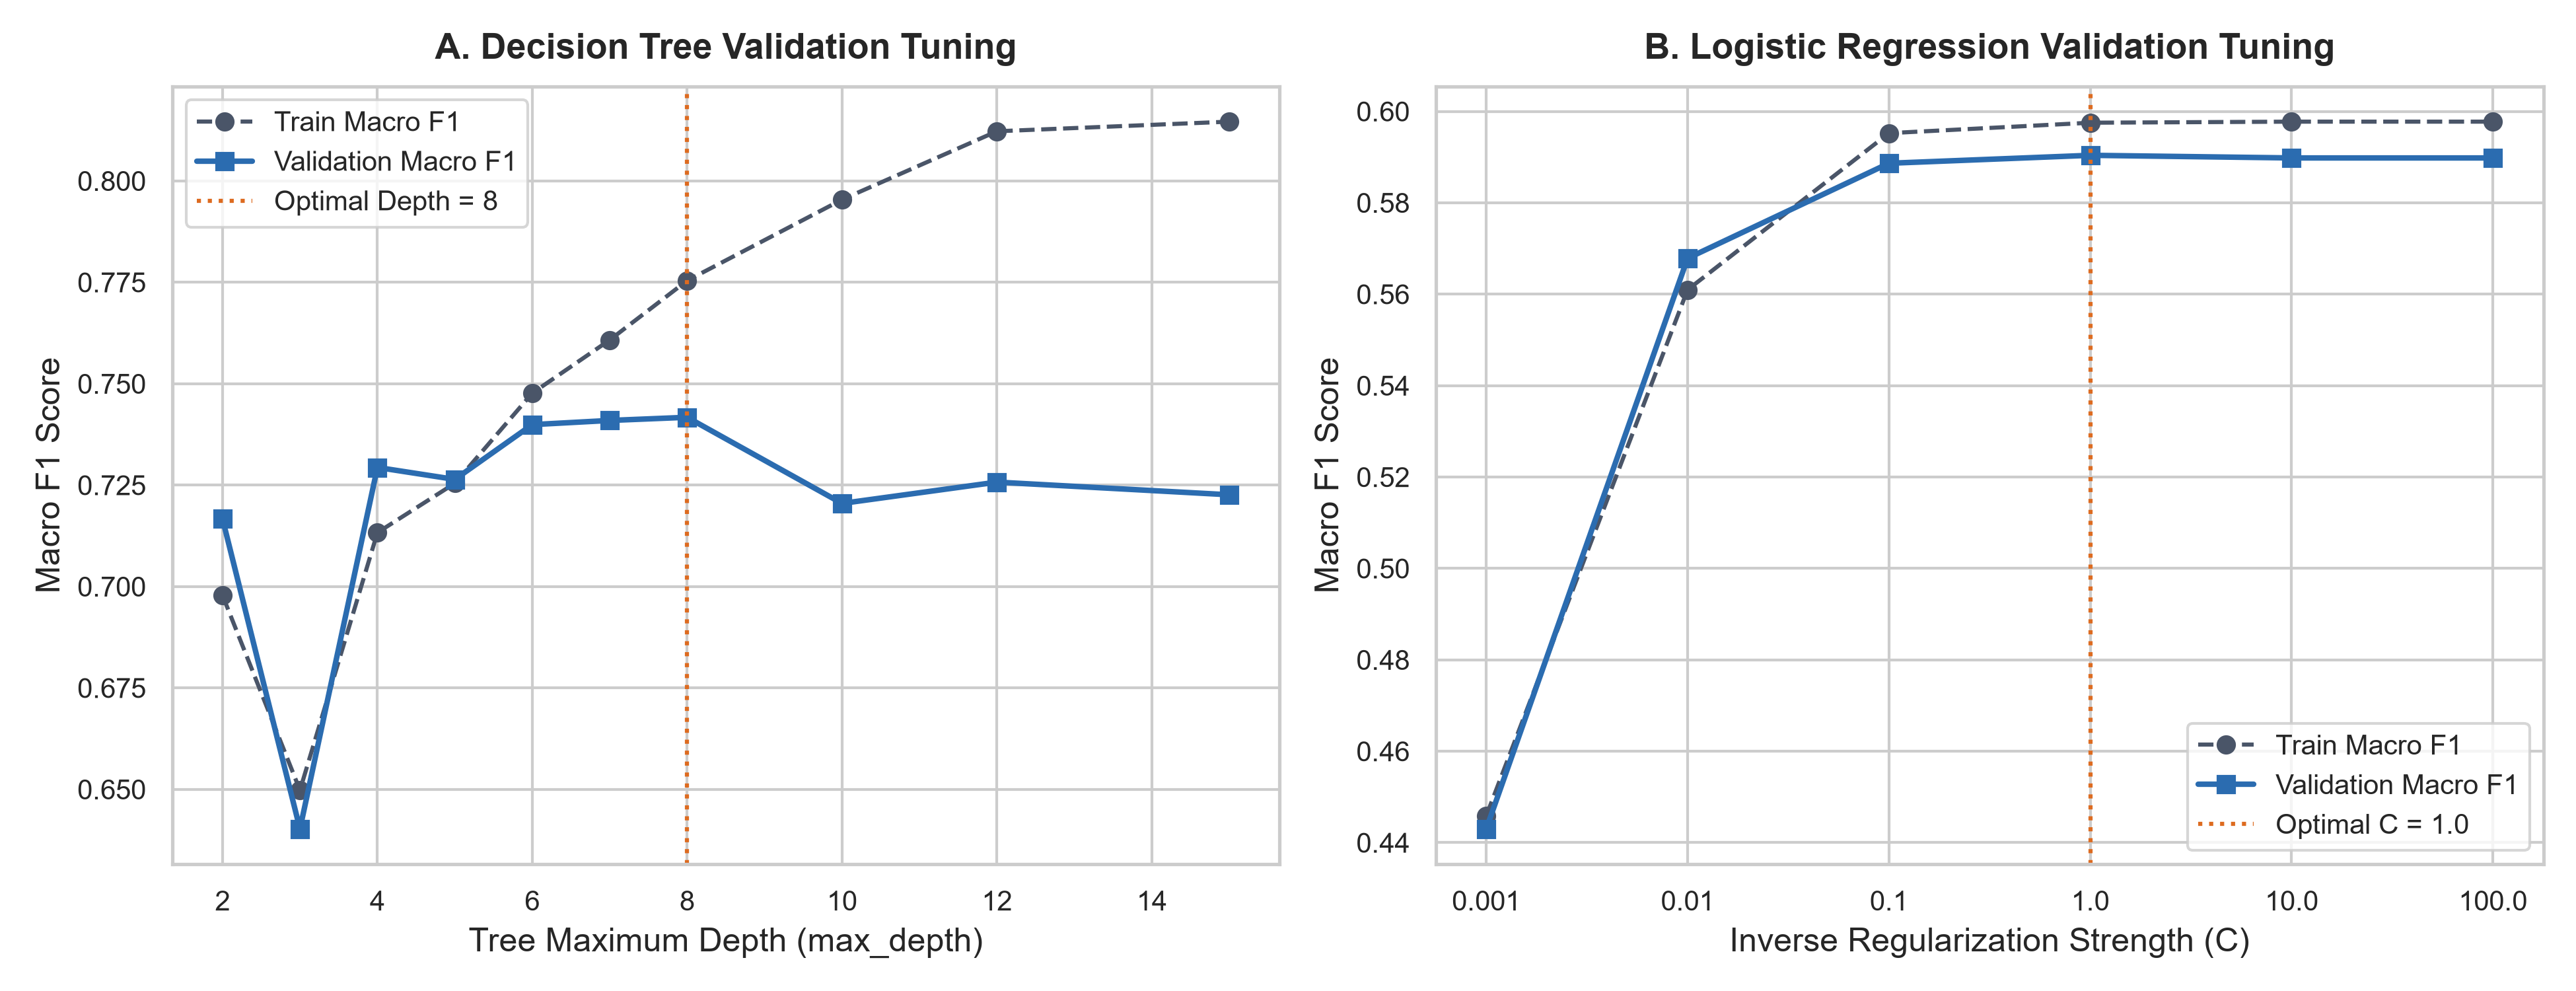 A. Decision Tree Validation Tuning
Train Macro F1
Validation Macro F1
Optimal Depth = 8
0.800
0.775
0.750
0.725
0.700
0.675
0.650
Macro F1 Score
2 4 6 8 10 12 14
Tree Maximum Depth (max_depth)
B. Logistic Regression Validation Tuning
0.60
0.58
0.56
0.54
0.52
0.50
0.48
0.46
0.44
Macro F1 Score
Train Macro F1
Validation Macro F1
Optimal C = 1.0
0.001 0.01 0.1 1.0 10.0 100.0
Inverse Regularization Strength (C)